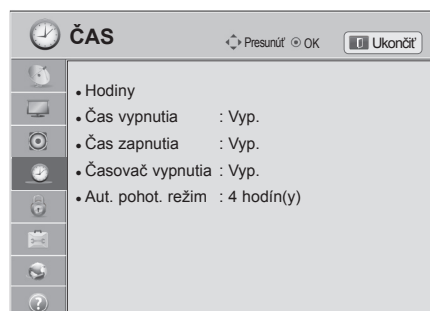 ČAS
Presunúť OK Ukončiť
Hodiny
Čas vypnutia : Vyp.
Čas zapnutia : Vyp.
Časovač vypnutia : Vyp.
Aut. pohot. režim : 4 hodín(y)